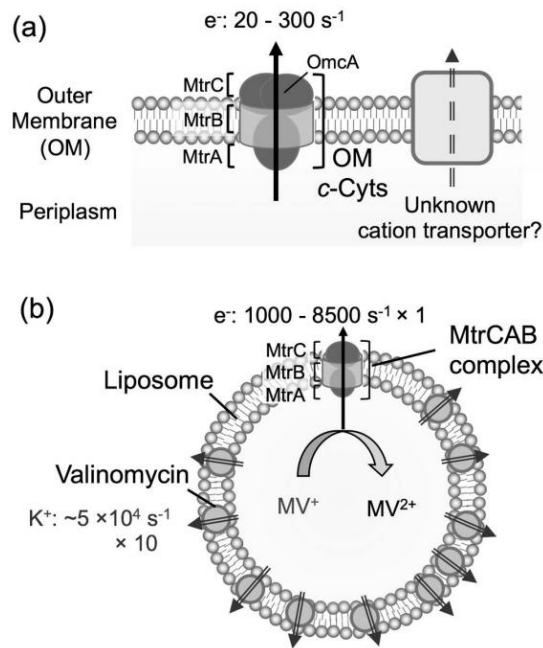 (a)
e⁻: 20 - 300 s⁻¹
OmcA
MtrC
MtrB
MtrA
Outer
Membrane
(OM)
OM
c-Cyts
Periplasm
Unknown
cation transporter?
(b)
e⁻: 1000 - 8500 s⁻¹ × 1
MtrC
MtrB
MtrA
MtrCAB
complex
Liposome
Valinomycin
K⁺: ~5 ×10⁴ s⁻¹
× 10
MV⁺
MV²⁺